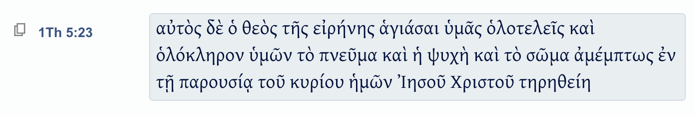 1Th 5:23
αὐτὸς δὲ ὁ θεὸς τῆς εἰρήνης ἁγιάσαι ὑμᾶς ὁλοτελεῖς καὶ
ὁλόκληρον ὑμῶν τὸ πνεῦμα καὶ ἡ ψυχὴ καὶ τὸ σῶμα ἀμέμπτως ἐν
τῇ παρουσίᾳ τοῦ κυρίου ἡμῶν Ἰησοῦ Χριστοῦ τηρηθείη